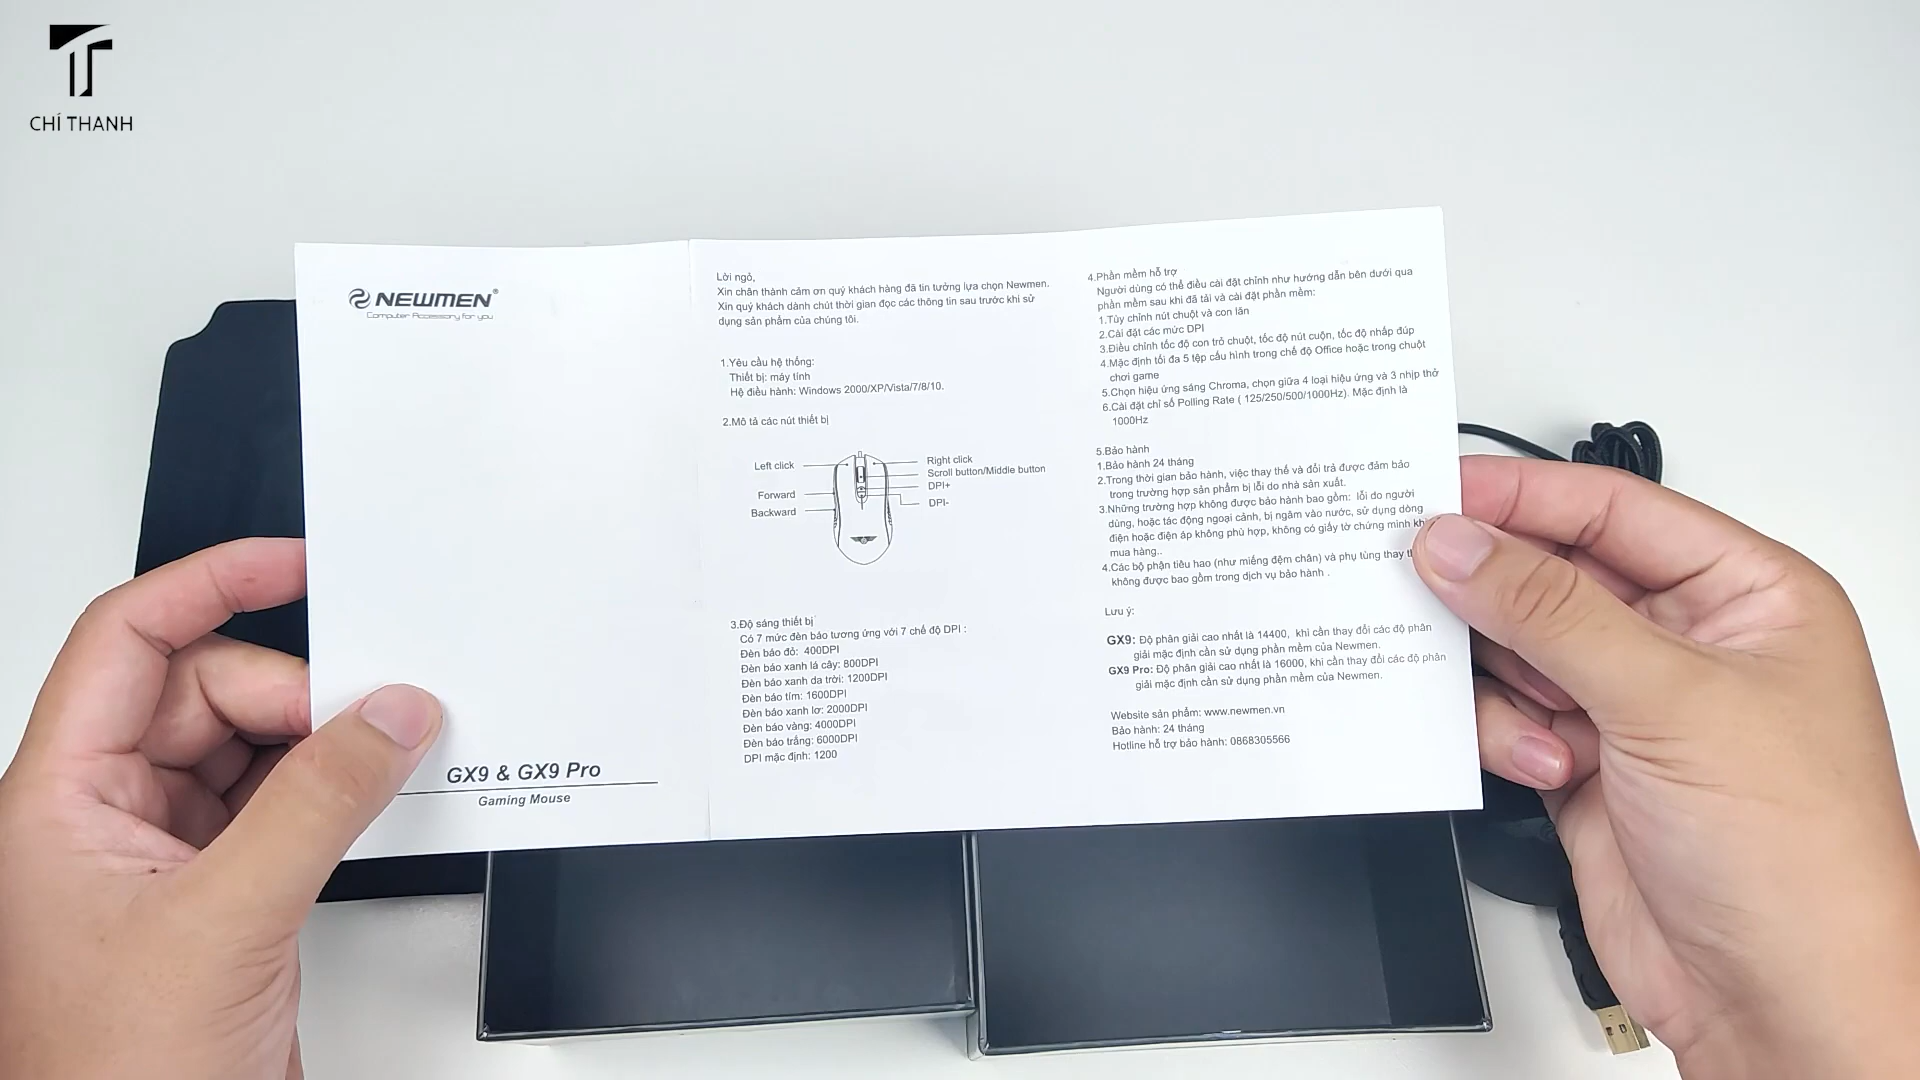 CHÍ THANH
NEWMEN®
Computer Accessory for you
GX9 & GX9 Pro
Gaming Mouse
Lời ngỏ,
Xin chân thành cảm ơn quý khách hàng đã tin tưởng lựa chọn Newmen.
Xin quý khách dành chút thời gian đọc các thông tin sau trước khi sử
dụng sản phẩm của chúng tôi.
1.Yêu cầu hệ thống:
Thiết bị: máy tính
Hệ điều hành: Windows 2000/XP/Vista/7/8/10.
2.Mô tả các nút thiết bị
Left click
Forward
Backward
Right click
Scroll button/Middle button
DPI+
DPI-
3.Độ sáng thiết bị
Có 7 mức đèn báo tương ứng với 7 chế độ DPI :
Đèn báo đỏ: 400DPI
Đèn báo xanh lá cây: 800DPI
Đèn báo xanh da trời: 1200DPI
Đèn báo tím: 1600DPI
Đèn báo xanh lơ: 2000DPI
Đèn báo vàng: 4000DPI
Đèn báo trắng: 6000DPI
DPI mặc định: 1200
4.Phần mềm hỗ trợ
Người dùng có thể điều cài đặt chỉnh như hướng dẫn bên dưới qua
phần mềm sau khi đã tải và cài đặt phần mềm:
1.Tùy chỉnh nút chuột và con lăn
2.Cài đặt các mức DPI
3.Điều chỉnh tốc độ con trỏ chuột, tốc độ nút cuộn, tốc độ nhấp đúp
4.Mặc định tối đa 5 tệp cấu hình trong chế độ Office hoặc trong chuột
chơi game
5.Chọn hiệu ứng sáng Chroma, chọn giữa 4 loại hiệu ứng và 3 nhịp thở
6.Cài đặt chỉ số Polling Rate ( 125/250/500/1000Hz). Mặc định là
1000Hz
5.Bảo hành
1.Bảo hành 24 tháng
2.Trong thời gian bảo hành, việc thay thế và đổi trả được đảm bảo
trong trường hợp sản phẩm bị lỗi do nhà sản xuất.
3.Những trường hợp không được bảo hành bao gồm: lỗi do người
dùng, hoặc tác động ngoại cảnh, bị ngâm vào nước, sử dụng dòng
điện hoặc điện áp không phù hợp, không có giấy tờ chứng minh
mua hàng..
4.Các bộ phận tiêu hao (như miếng đệm chân) và phụ tùng thay
không được bao gồm trong dịch vụ bảo hành .
Lưu ý:
GX9: Độ phân giải cao nhất là 14400, khi cần thay đổi các độ phân
giải mặc định cần sử dụng phần mềm của Newmen.
GX9 Pro: Độ phân giải cao nhất là 16000, khi cần thay đổi các độ phân
giải mặc định cần sử dụng phần mềm của Newmen.
Website sản phẩm: www.newmen.vn
Bảo hành: 24 tháng
Hotline hỗ trợ bảo hành: 0868305566